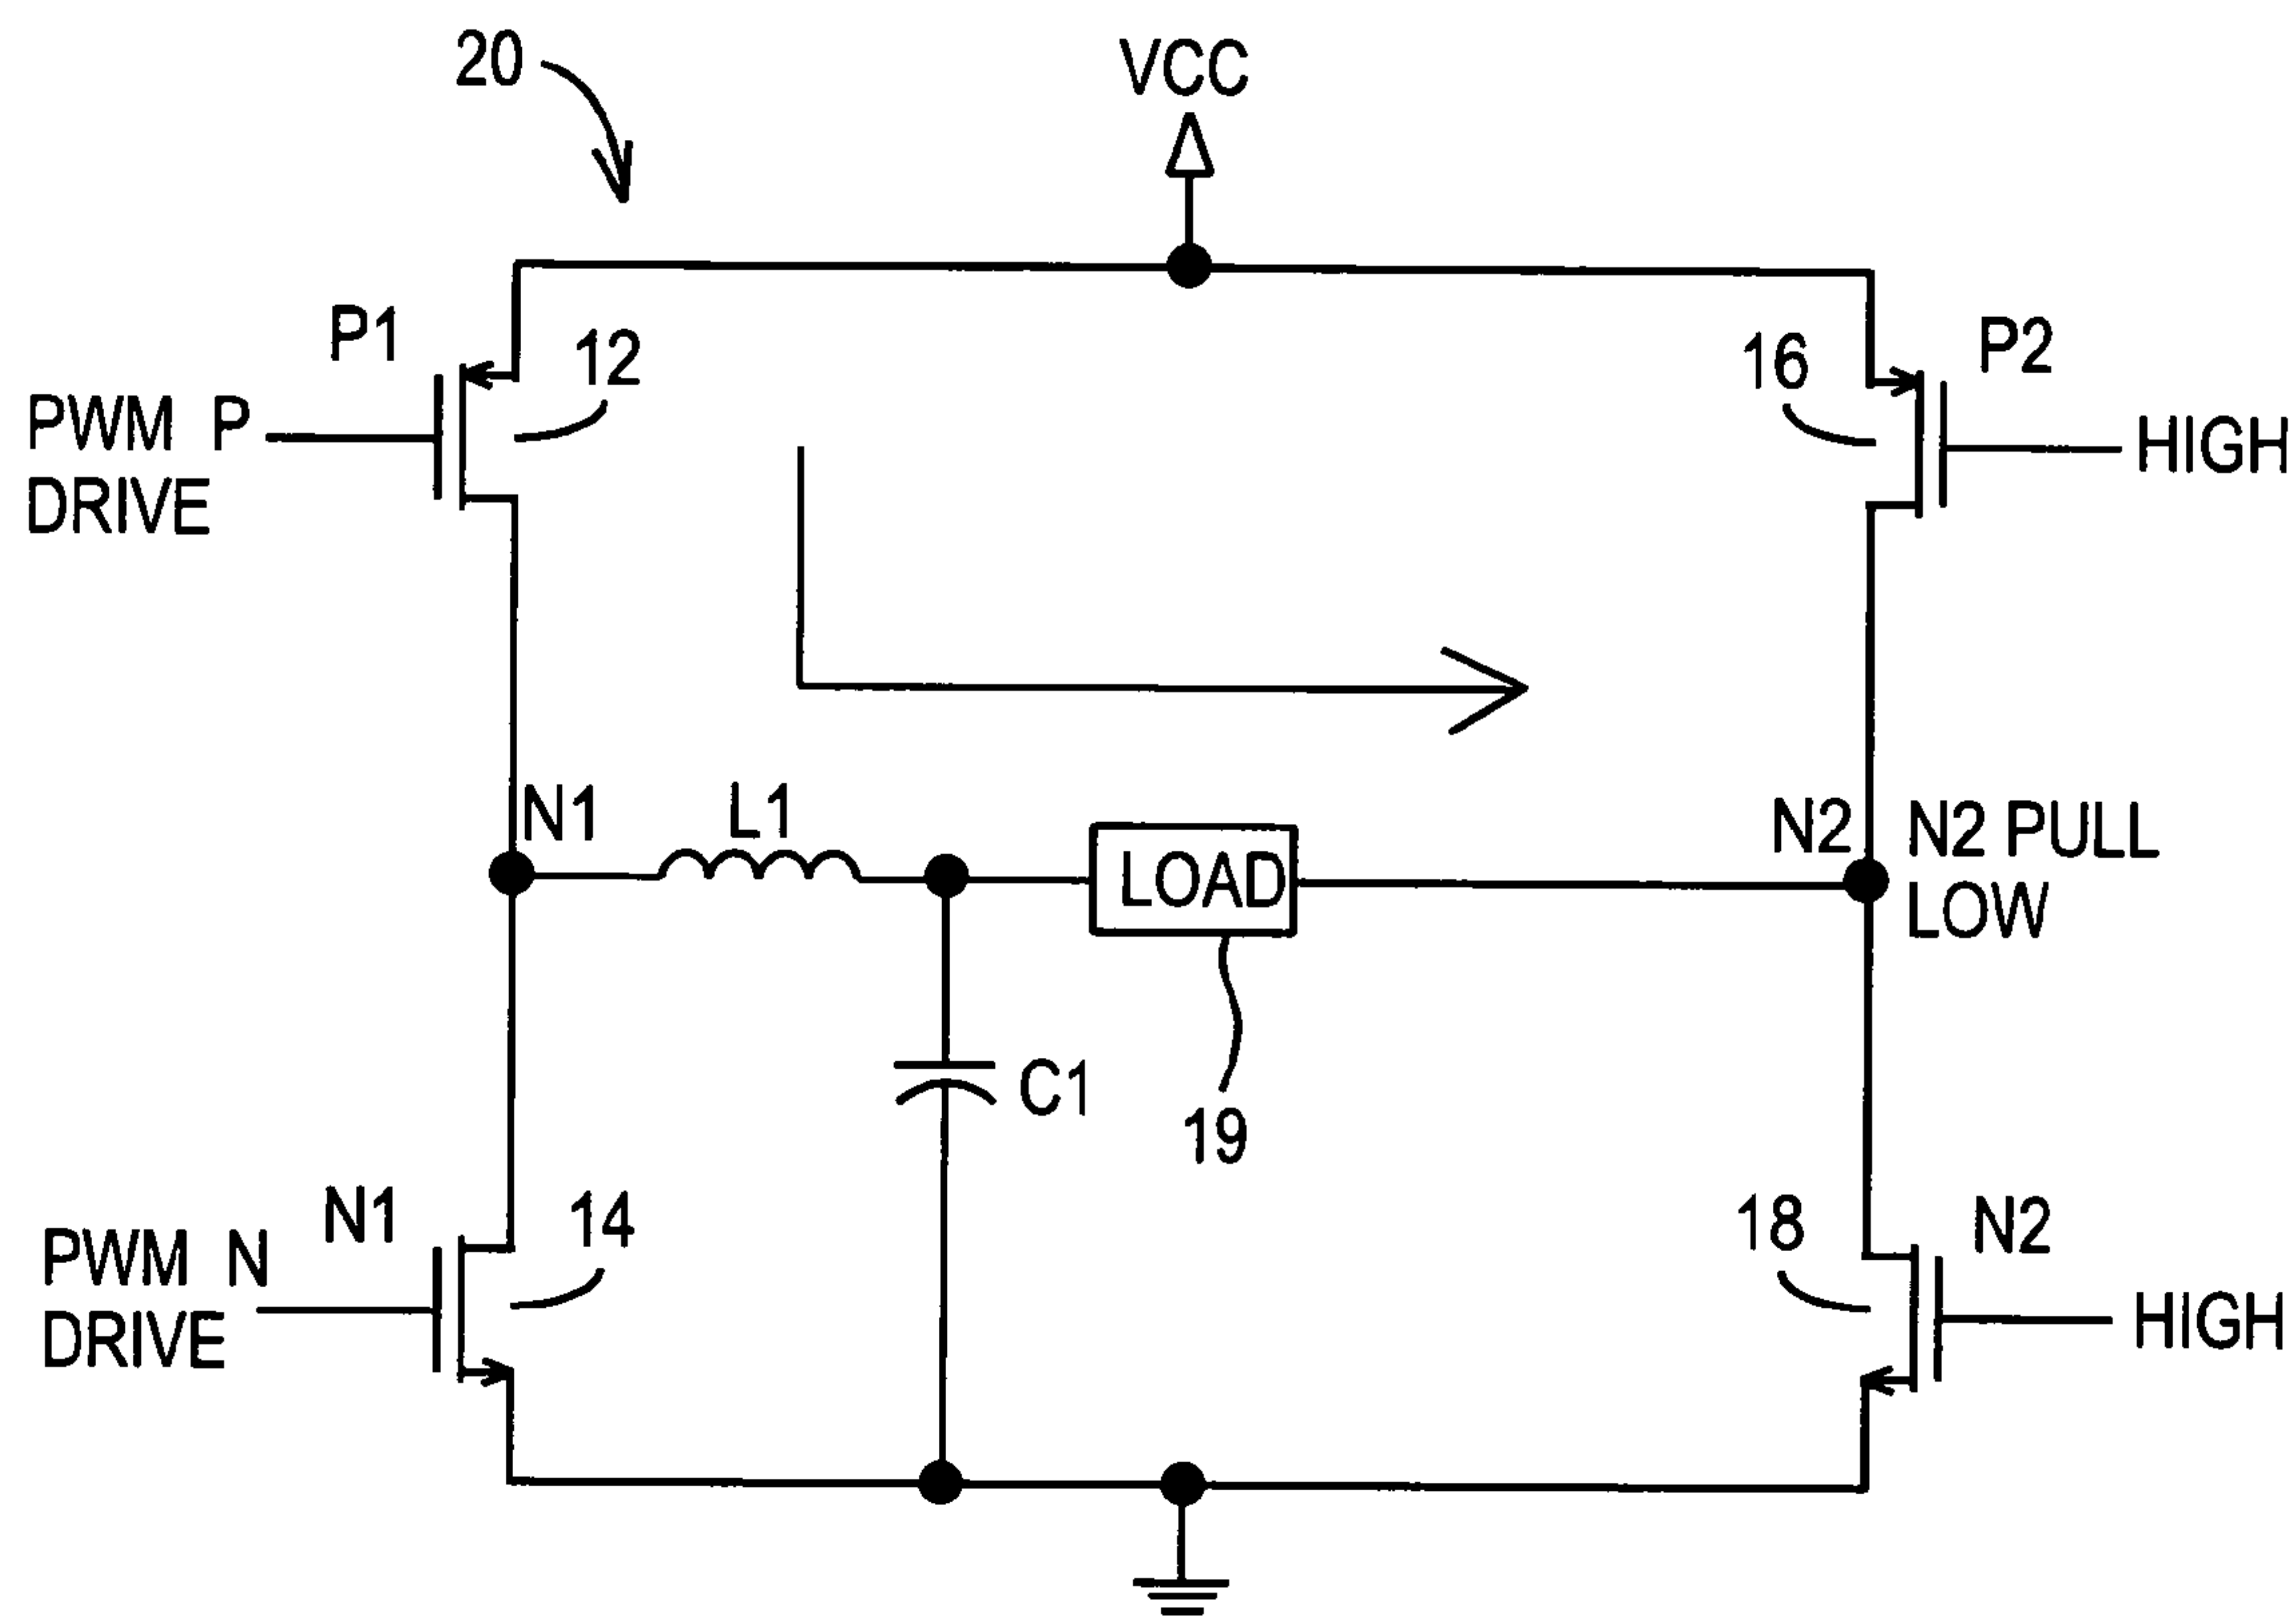 20
VCC
P1
12
16
P2
PWM P
DRIVE
HIGH
N1
L1
LOAD
N2
N2 PULL
LOW
C1
19
N1
14
PWM N
DRIVE
18
N2
HIGH